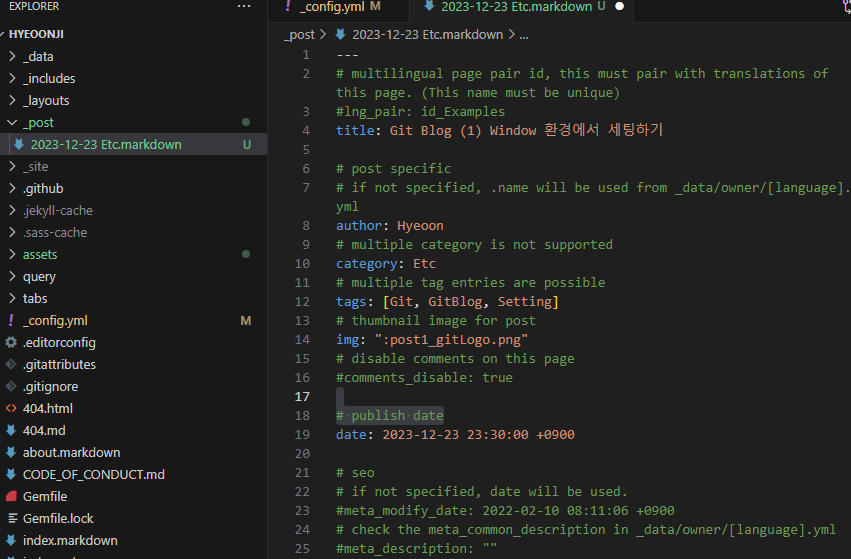 EXPLORER
HYEOONJI
_data
_includes
_layouts
_post
2023-12-23 Etc.markdown U
_site
.github
.jekyll-cache
.sass-cache
assets
query
tabs
! _config.yml M
.editorconfig
.gitattributes
.gitignore
404.html
404.md
about.markdown
CODE_OF_CONDUCT.md
Gemfile
Gemfile.lock
index.markdown
! _config.yml M
2023-12-23 Etc.markdown U
_post > 2023-12-23 Etc.markdown > ...
1 ---
2 # multilingual page pair id, this must pair with translations of
this page. (This name must be unique)
3 #lng_pair: id_Examples
4 title: Git Blog (1) Window 환경에서 세팅하기
5
6 # post specific
7 # if not specified, .name will be used from _data/owner/[language].
yml
8 author: Hyeoon
9 # multiple category is not supported
10 category: Etc
11 # multiple tag entries are possible
12 tags: [Git, GitBlog, Setting]
13 # thumbnail image for post
14 img: ":post1_gitLogo.png"
15 # disable comments on this page
16 #comments_disable: true
17
18 # publish date
19 date: 2023-12-23 23:30:00 +0900
20
21 # seo
22 # if not specified, date will be used.
23 #meta_modify_date: 2022-02-10 08:11:06 +0900
24 # check the meta_common_description in _data/owner/[language].yml
25 #meta_description: ""